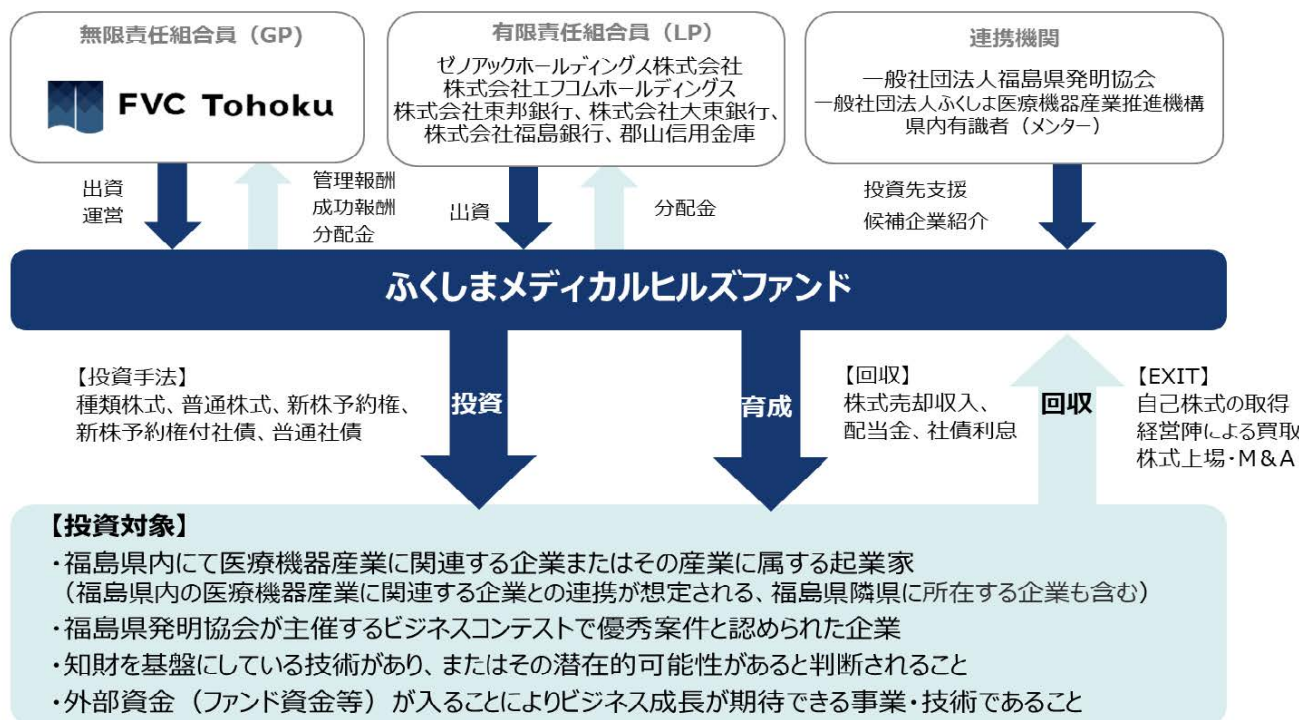 無限責任組合員（GP）
FVC Tohoku
有限責任組合員（LP）
ゼノアックホールディングス株式会社
株式会社エフコムホールディングス
株式会社東邦銀行、株式会社大東銀行、
株式会社福島銀行、郡山信用金庫
連携機関
一般社団法人福島県発明協会
一般社団法人ふくしま医療機器産業推進機構
県内有識者（メンター）
出資
運営
管理報酬
成功報酬
分配金
出資
分配金
投資先支援
候補企業紹介
ふくしまメディカルヒルズファンド
【投資手法】
種類株式、普通株式、新株予約権、
新株予約権付社債、普通社債
投資
育成
【回収】
株式売却収入、
配当金、社債利息
回収
【EXIT】
自己株式の取得
経営陣による買取
株式上場・M＆A
【投資対象】
・福島県内にて医療機器産業に関連する企業またはその産業に属する起業家
（福島県内の医療機器産業に関連する企業との連携が想定される、福島県隣県に所在する企業も含む）
・福島県発明協会が主催するビジネスコンテストで優秀案件と認められた企業
・知財を基盤にしている技術があり、またはその潜在的可能性があると判断されること
・外部資金（ファンド資金等）が入ることによりビジネス成長が期待できる事業・技術であること